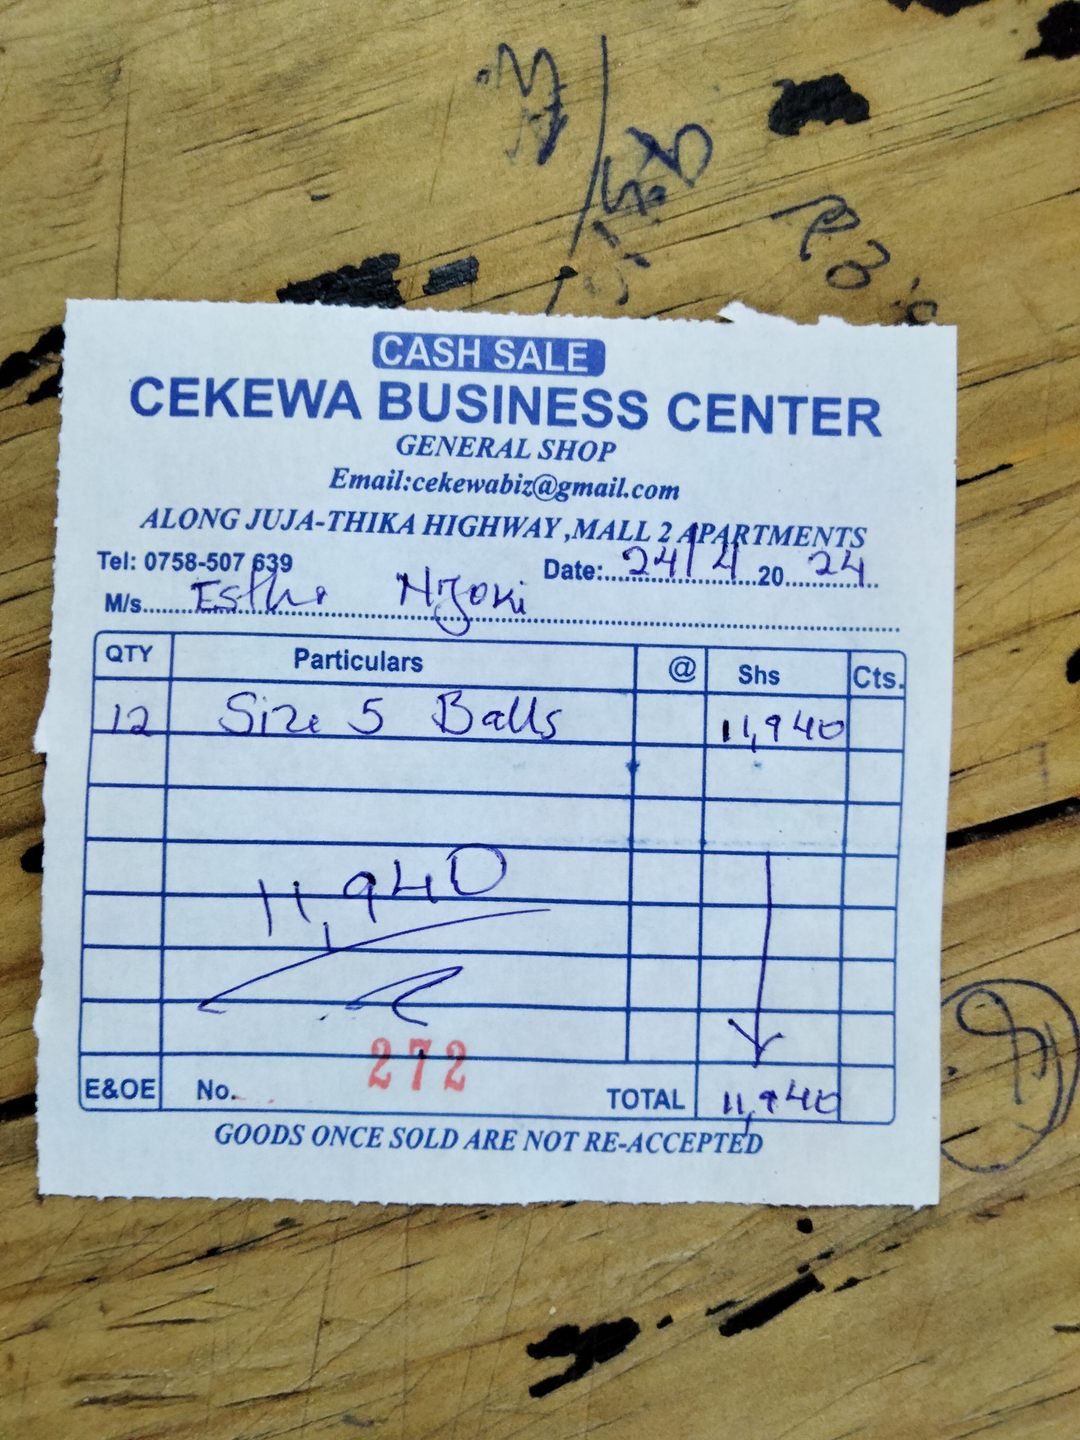 CASH SALE
CEKEWA BUSINESS CENTER
GENERAL SHOP
Email:cekewabiz@gmail.com
ALONG JUJA-THIKA HIGHWAY ,MALL 2 APARTMENTS
Tel: 0758-507 639 Date:24/4 20 24
M/s Esther Njoki
QTY Particulars @ Shs Cts.
12 Size 5 Balls 11,940
11,940
E&OE No. 272 TOTAL 11,940
GOODS ONCE SOLD ARE NOT RE-ACCEPTED